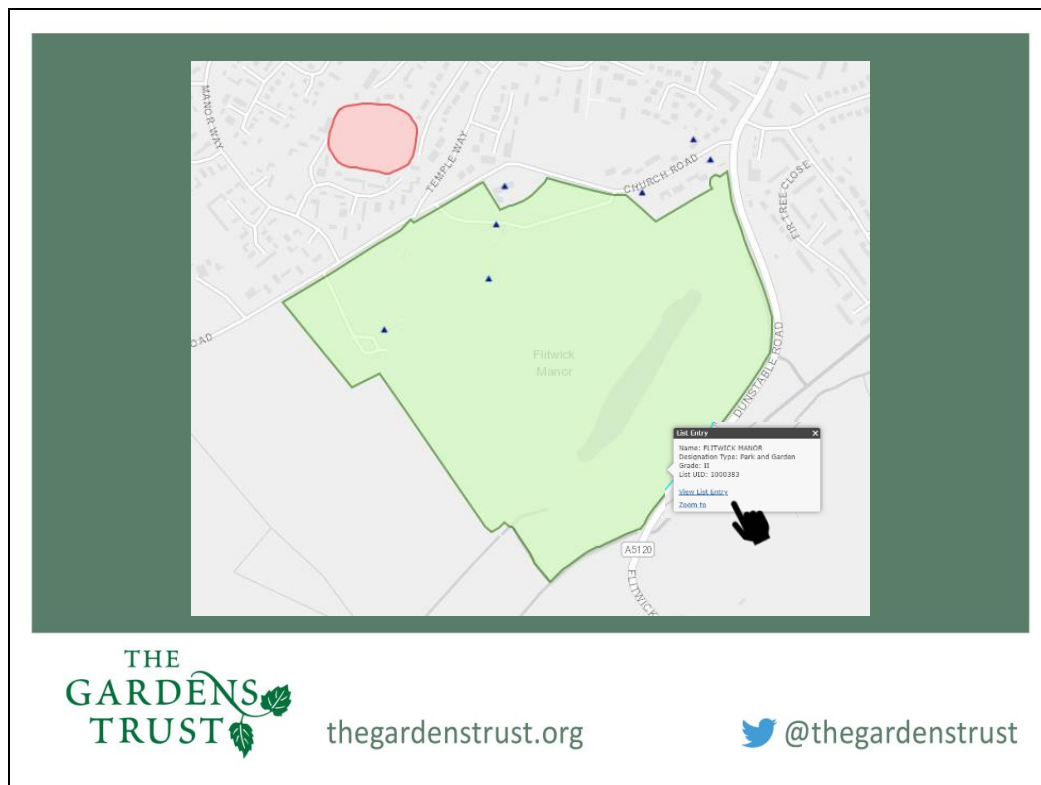 MANOR WAY
TEMPLE WAY
CHURCH ROAD
FIR TREE CLOSE
OAD
Flitwick
Manor
DUNSTABLE ROAD
List Entry
Name: FLITWICK MANOR
Designation Type: Park and Garden
Grade: II
List UID: 1000383
View List Entry
Zoom to
A5120
FLITWICK
THE
GARDENS
TRUST
thegardenstrust.org
@thegardenstrust